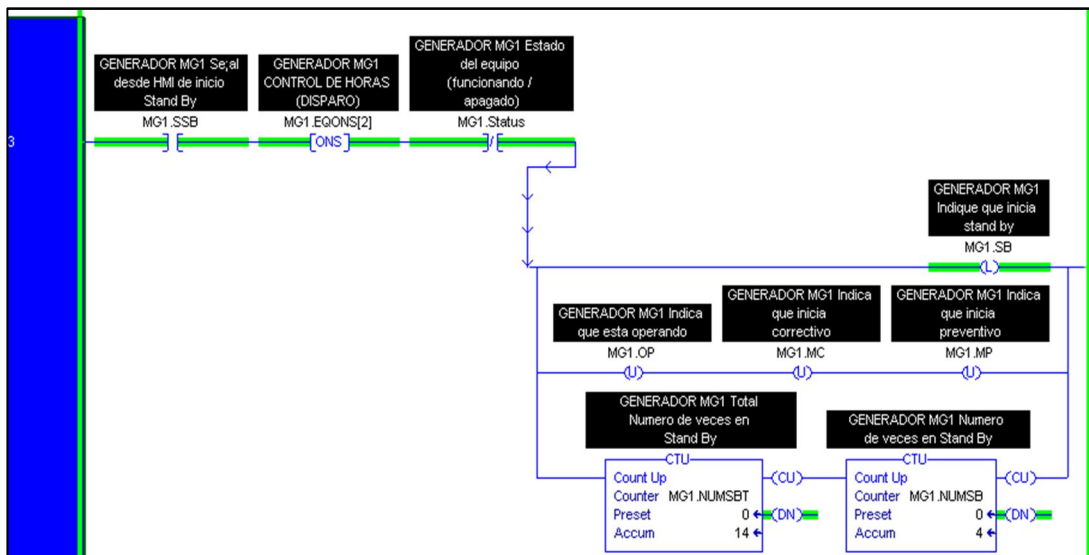 GENERADOR MG1 Se;al
desde HMI de inicio
Stand By
MG1.SSB
GENERADOR MG1
CONTROL DE HORAS
(DISPARO)
MG1.EQONS[2]
ONS
GENERADOR MG1 Estado
del equipo
(funcionando /
apagado)
MG1.Status
/
3
GENERADOR MG1
Indique que inicia
stand by
MG1.SB
L
GENERADOR MG1 Indica
que esta operando
MG1.OP
U
GENERADOR MG1 Indica
que inicia
correctivo
MG1.MC
U
GENERADOR MG1 Indica
que inicia
preventivo
MG1.MP
U
GENERADOR MG1 Total
Numero de veces en
Stand By
CTU
Count Up
Counter MG1.NUMSBT
Preset 0
Accum 14
(CU)
(DN)
GENERADOR MG1 Numero
de veces en Stand By
CTU
Count Up
Counter MG1.NUMSB
Preset 0
Accum 4
(CU)
(DN)